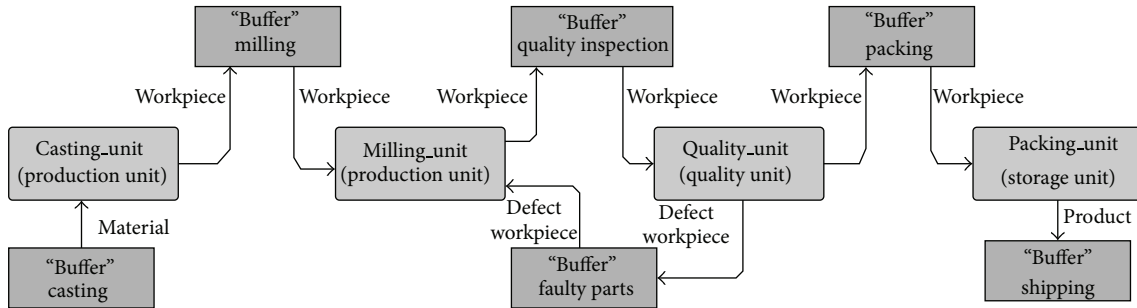 “Buffer”
milling
“Buffer”
quality inspection
“Buffer”
packing
Workpiece
Workpiece
Workpiece
Workpiece
Workpiece
Workpiece
Casting_unit
(production unit)
Milling_unit
(production unit)
Quality_unit
(quality unit)
Packing_unit
(storage unit)
Material
Defect
workpiece
Defect
workpiece
Product
“Buffer”
casting
“Buffer”
faulty parts
“Buffer”
shipping